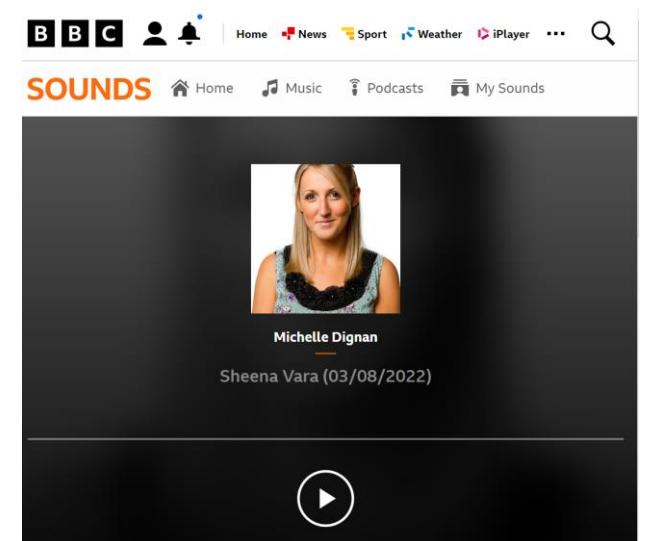 BBC Home News Sport Weather iPlayer
SOUNDS Home Music Podcasts My Sounds
Michelle Dignan
Sheena Vara (03/08/2022)